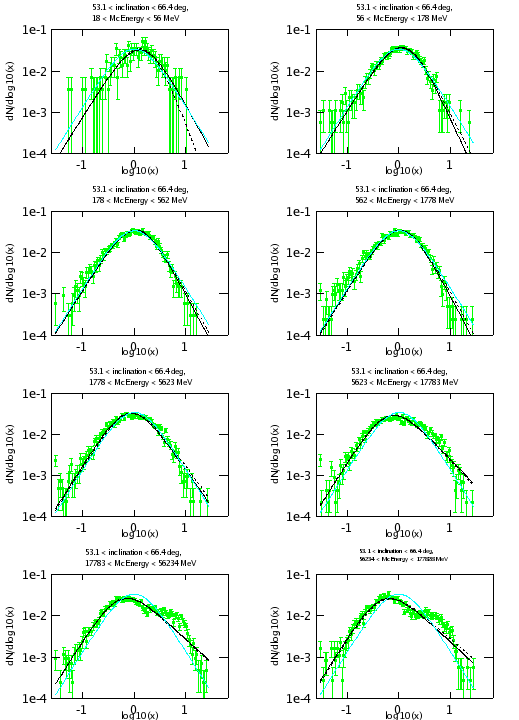 53.1 < inclination < 66.4 deg,
18 < McEnergy < 56 MeV
53.1 < inclination < 66.4 deg,
56 < McEnergy < 178 MeV
1e-1
1e-2
1e-3
1e-4
dN/dlog10(x)
-1
0
1
log10(x)
1e-1
1e-2
1e-3
1e-4
dN/dlog10(x)
-1
0
1
log10(x)
53.1 < inclination < 66.4 deg,
178 < McEnergy < 562 MeV
53.1 < inclination < 66.4 deg,
562 < McEnergy < 1778 MeV
1e-1
1e-2
1e-3
1e-4
dN/dlog10(x)
-1
0
1
log10(x)
1e-1
1e-2
1e-3
1e-4
dN/dlog10(x)
-1
0
1
log10(x)
53.1 < inclination < 66.4 deg,
1778 < McEnergy < 5623 MeV
53.1 < inclination < 66.4 deg,
5623 < McEnergy < 17783 MeV
1e-1
1e-2
1e-3
1e-4
dN/dlog10(x)
-1
0
1
log10(x)
1e-1
1e-2
1e-3
1e-4
dN/dlog10(x)
-1
0
1
log10(x)
53.1 < inclination < 66.4 deg,
17783 < McEnergy < 56234 MeV
53.1 < inclination < 66.4 deg,
56234 < McEnergy < 177828 MeV
1e-1
1e-2
1e-3
1e-4
dN/dlog10(x)
-1
0
1
log10(x)
1e-1
1e-2
1e-3
1e-4
dN/dlog10(x)
-1
0
1
log10(x)